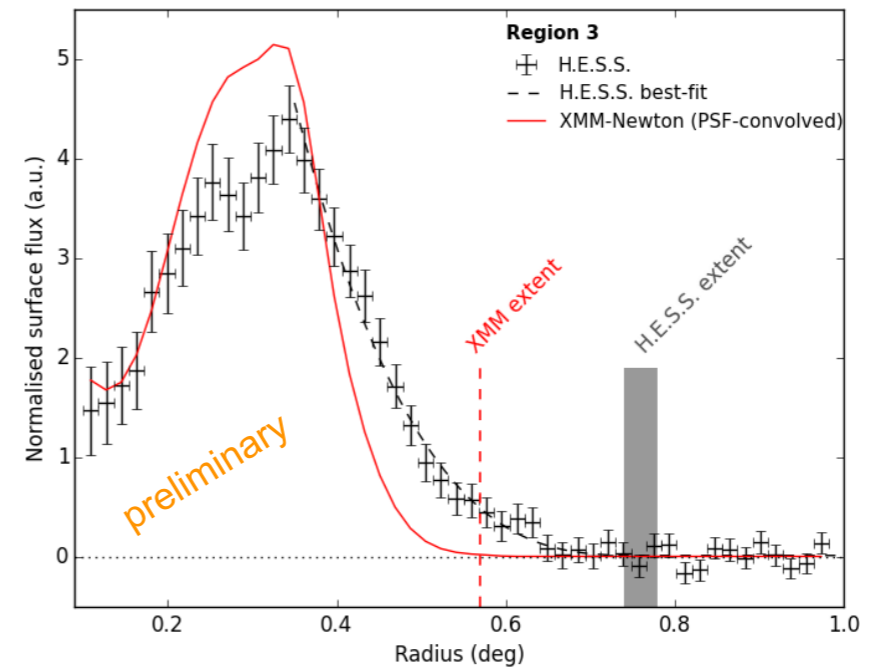 Region 3
H.E.S.S.
H.E.S.S. best-fit
XMM-Newton (PSF-convolved)
Normalised surface flux (a.u.)
5
4
3
2
1
0
XMM extent
H.E.S.S. extent
preliminary
0.2
0.4
0.6
0.8
1.0
Radius (deg)